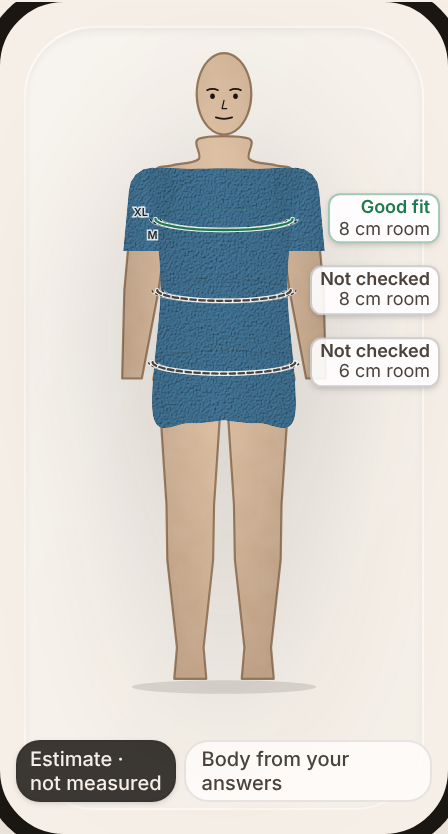 XL
M
Good fit
8 cm room
Not checked
8 cm room
Not checked
6 cm room
Estimate ·
not measured
Body from your
answers